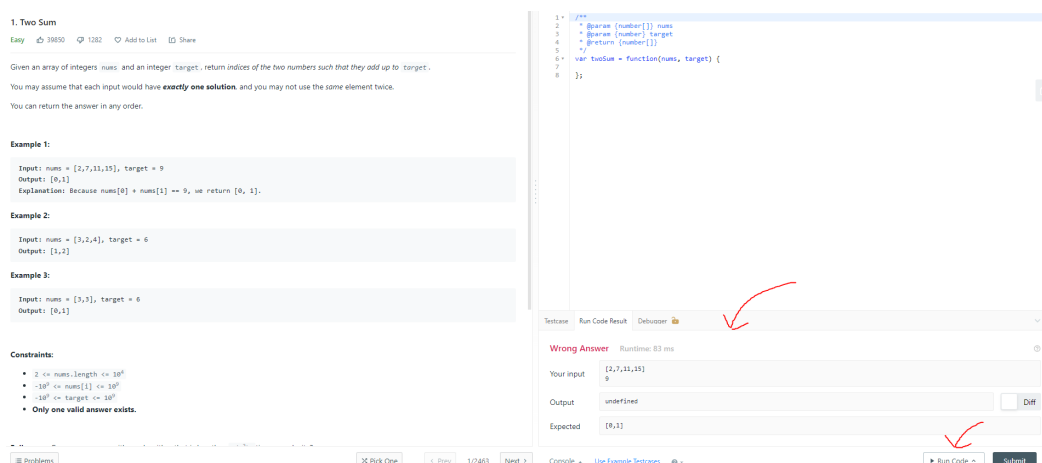 1. Two Sum
Easy 39850 1282 Add to List Share
Given an array of integers nums and an integer target, return indices of the two numbers such that they add up to target.
You may assume that each input would have exactly one solution, and you may not use the same element twice.
You can return the answer in any order.
Example 1:
Input: nums = [2,7,11,15], target = 9
Output: [0,1]
Explanation: Because nums[0] + nums[1] == 9, we return [0, 1].
Example 2:
Input: nums = [3,2,4], target = 6
Output: [1,2]
Example 3:
Input: nums = [3,3], target = 6
Output: [0,1]
Constraints:
• 2 <= nums.length <= 10⁴
• -10⁹ <= nums[i] <= 10⁹
• -10⁹ <= target <= 10⁹
• Only one valid answer exists.
Problems Pick One < Prev 1/2463 Next >
1 /**
2 * @param {number[]} nums
3 * @param {number} target
4 * @return {number[]}
5 */
6 var twoSum = function(nums, target) {
7
8 };
Testcase Run Code Result Debugger
Wrong Answer Runtime: 83 ms
Your input
[2,7,11,15]
9
Output undefined Diff
Expected [0,1]
Console Use Example Testcases Run Code Submit